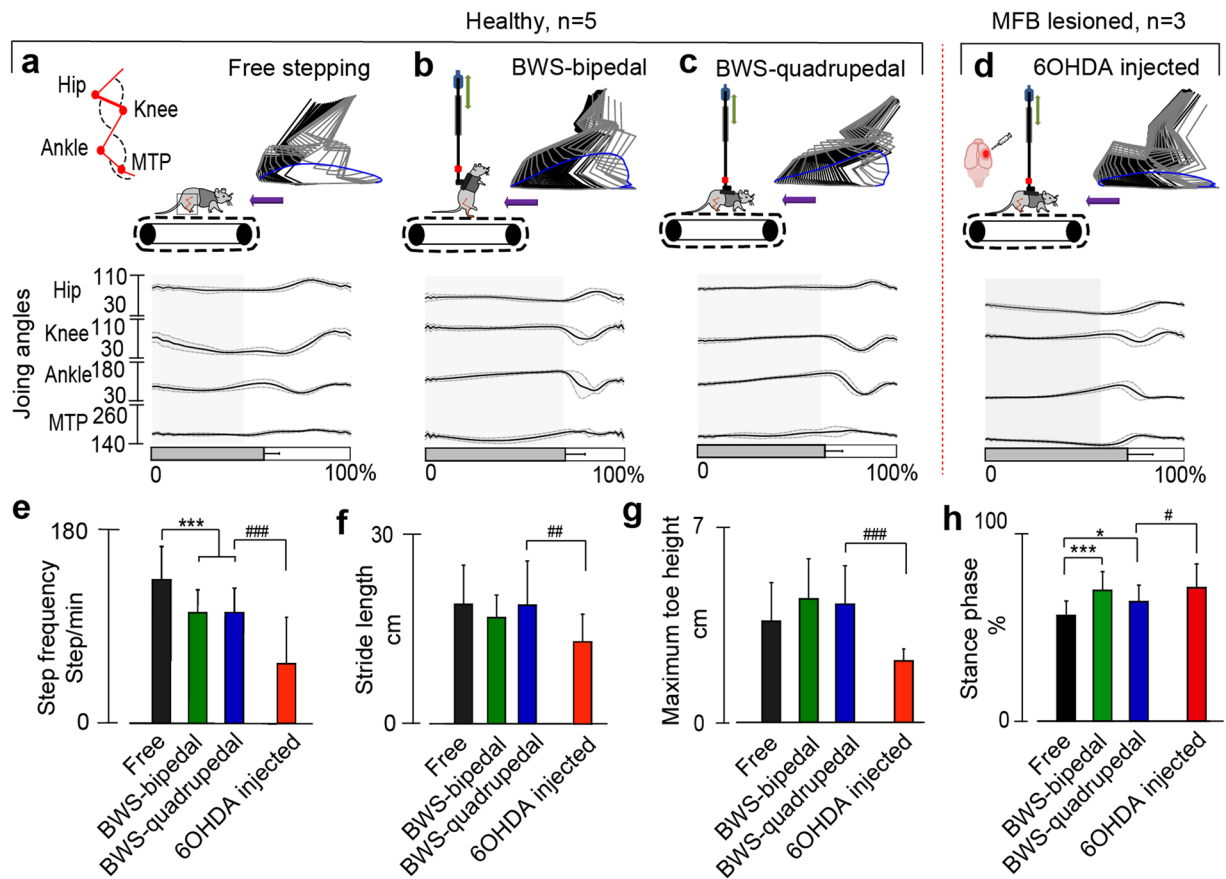 Healthy, n=5
MFB lesioned, n=3
a
Free stepping
b
BWS-bipedal
c
BWS-quadrupedal
d
6OHDA injected
Hip
Knee
Ankle
MTP
Joing angles
Hip
110
30
Knee
110
30
Ankle
180
30
MTP
260
140
0
100%
0
100%
0
100%
0
100%
e
Step frequency
Step/min
180
0
***
###
Free
BWS-bipedal
BWS-quadrupedal
6OHDA injected
f
Stride length
cm
30
0
##
Free
BWS-bipedal
BWS-quadrupedal
6OHDA injected
g
Maximum toe height
cm
7
0
###
Free
BWS-bipedal
BWS-quadrupedal
6OHDA injected
h
Stance phase
%
100
0
*
***
#
Free
BWS-bipedal
BWS-quadrupedal
6OHDA injected